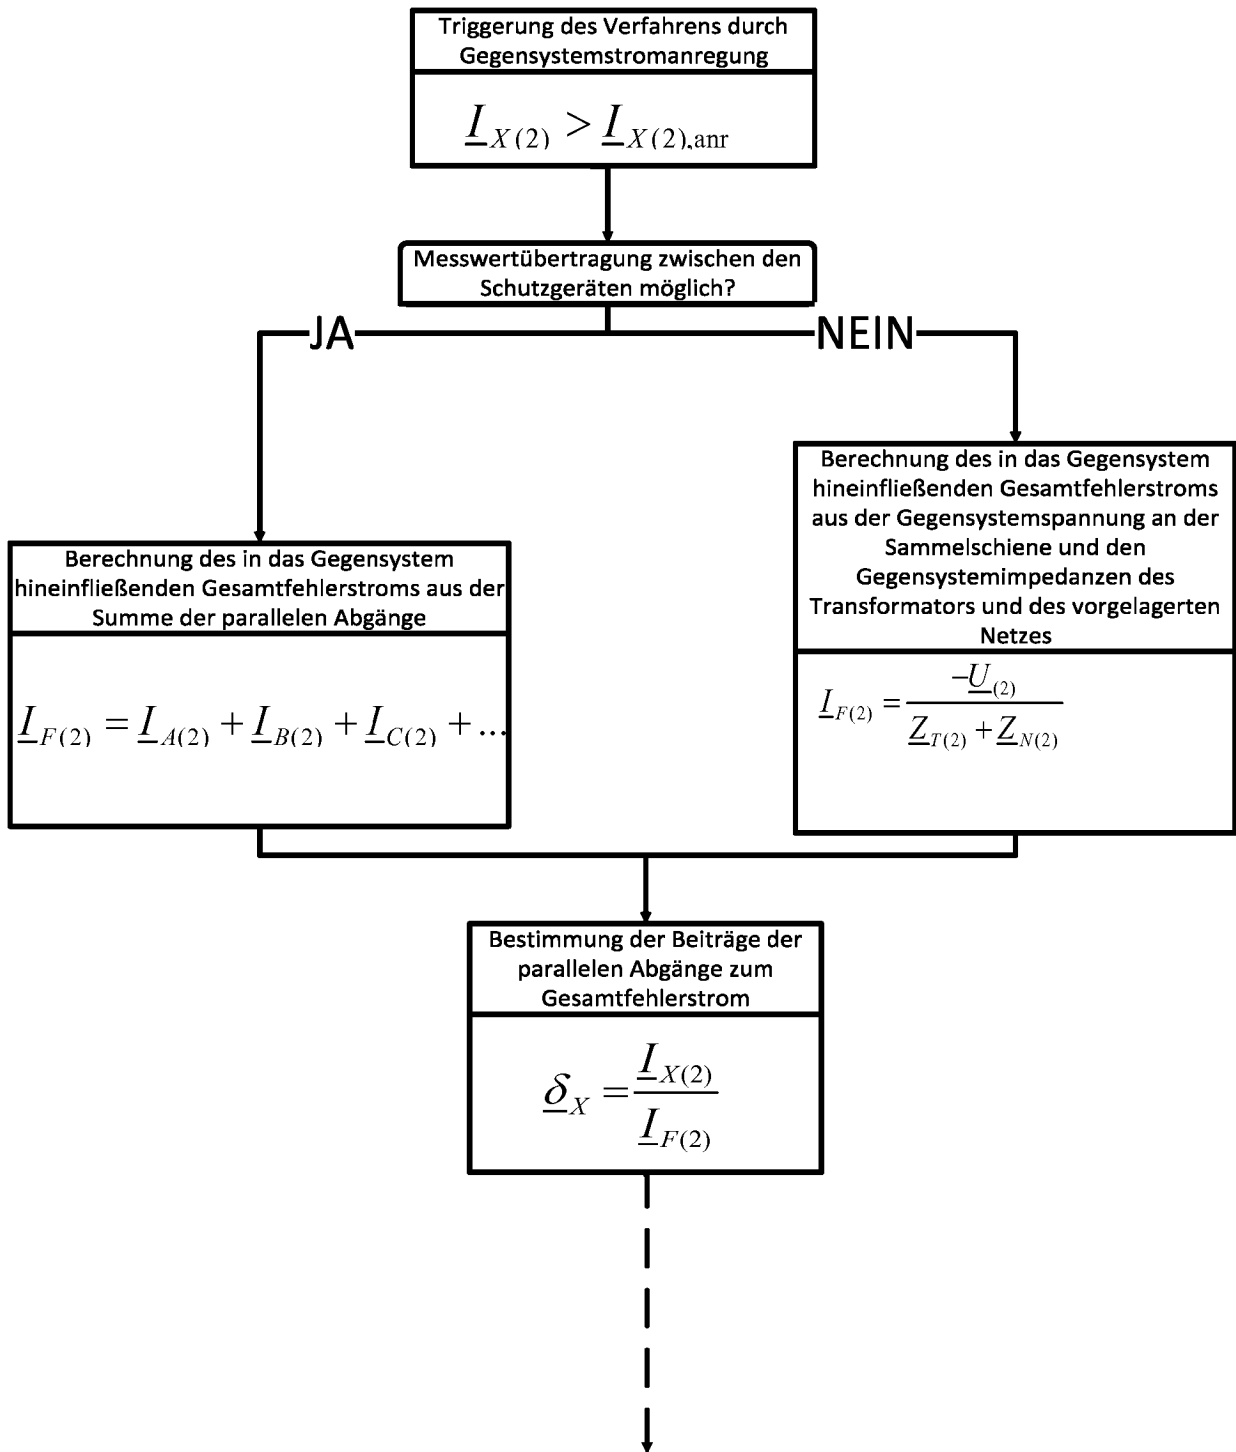 Triggerung des Verfahrens durch
Gegensystemstromanregung
I_X(2) > I_X(2),anr
Messwertübertragung zwischen den
Schutzgeräten möglich?
JA
NEIN
Berechnung des in das Gegensystem
hineinfließenden Gesamtfehlerstroms aus der
Summe der parallelen Abgänge
I_F(2) = I_A(2) + I_B(2) + I_C(2) + ...
Berechnung des in das Gegensystem
hineinfließenden Gesamtfehlerstroms
aus der Gegensystemspannung an der
Sammelschiene und den
Gegensystemimpedanzen des
Transformators und des vorgelagerten
Netzes
I_F(2) = -U_(2) / (Z_T(2) + Z_N(2))
Bestimmung der Beiträge der
parallelen Abgänge zum
Gesamtfehlerstrom
δ_X = I_X(2) / I_F(2)